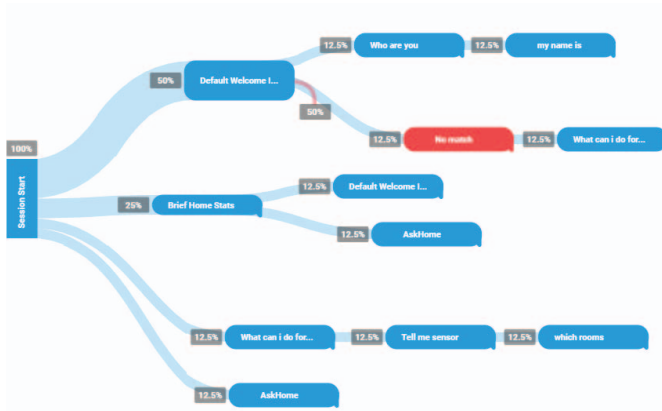 12.5%
Who are you
12.5%
my name is
50%
Default Welcome I...
50%
12.5%
No match
12.5%
What can i do for...
100%
Session Start
12.5%
Default Welcome I...
25%
Brief Home Stats
12.5%
AskHome
12.5%
What can i do for...
12.5%
Tell me sensor
12.5%
which rooms
12.5%
AskHome